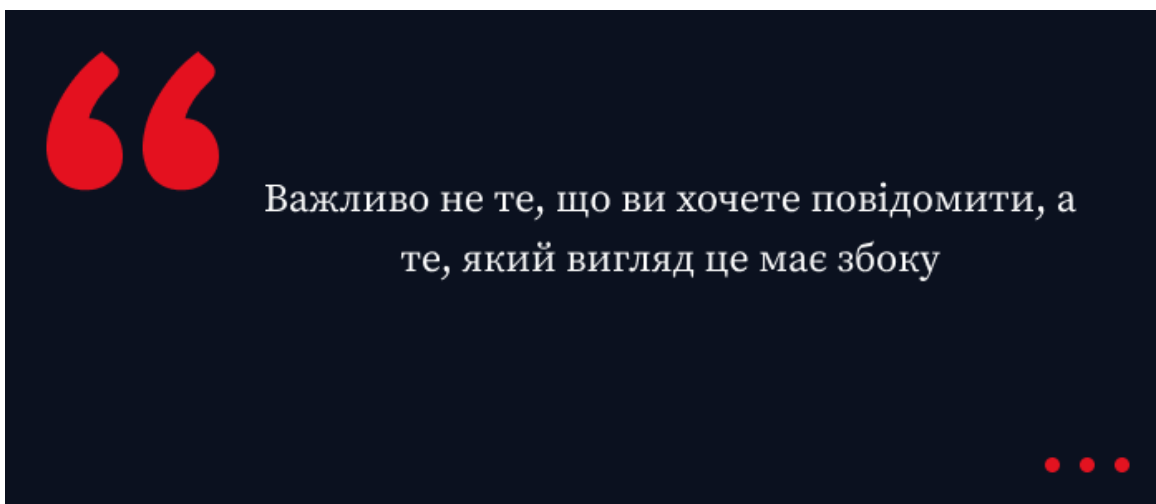 “
Важливо не те, що ви хочете повідомити, а
те, який вигляд це має збоку